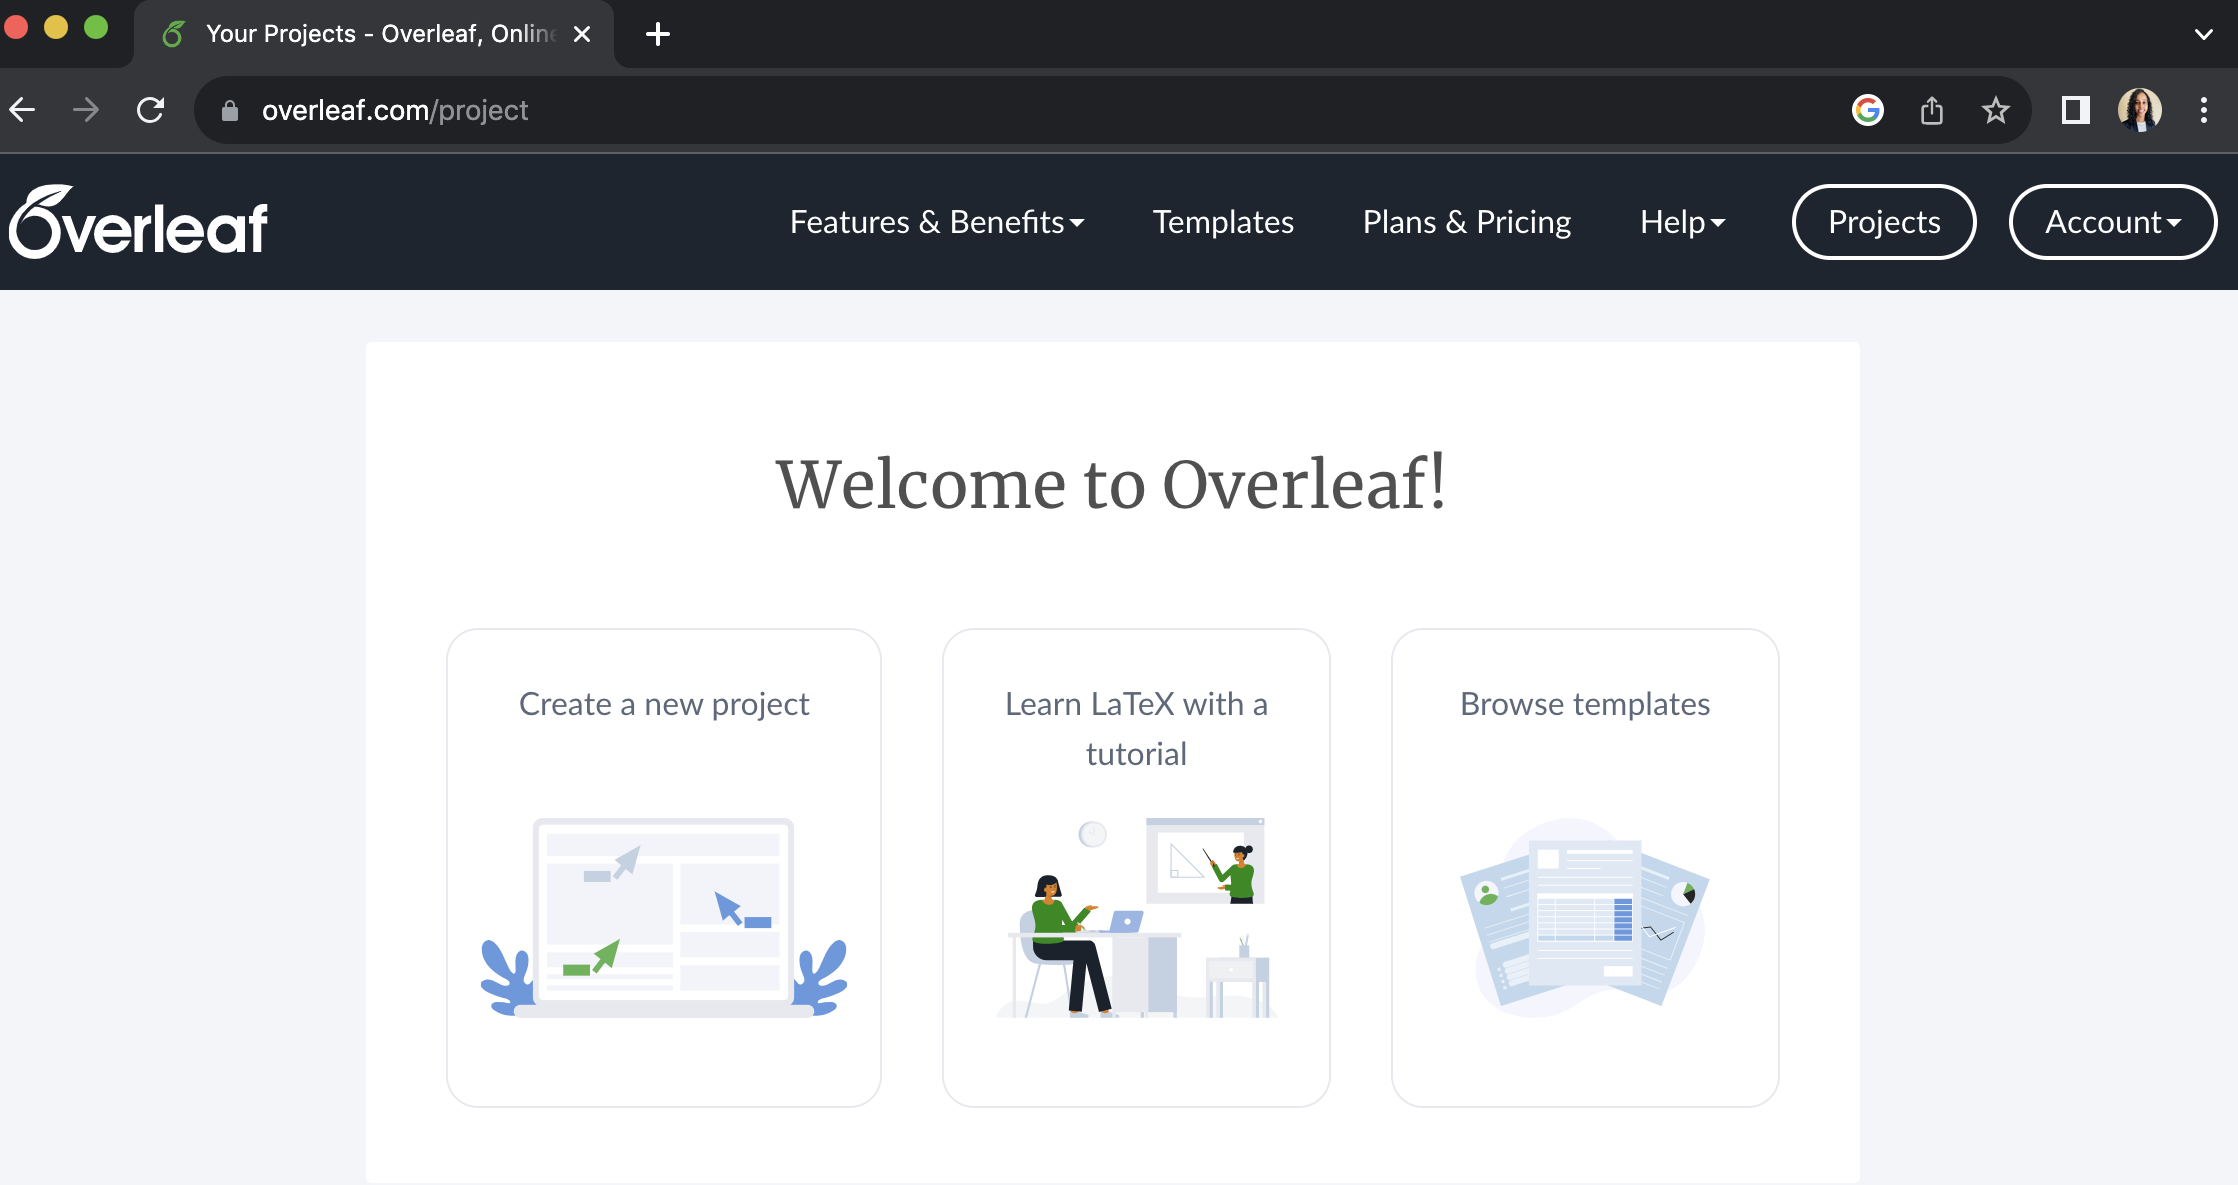 Your Projects - Overleaf, Online
overleaf.com/project
Overleaf
Features & Benefits
Templates
Plans & Pricing
Help
Projects
Account
Welcome to Overleaf!
Create a new project
Learn LaTeX with a
tutorial
Browse templates